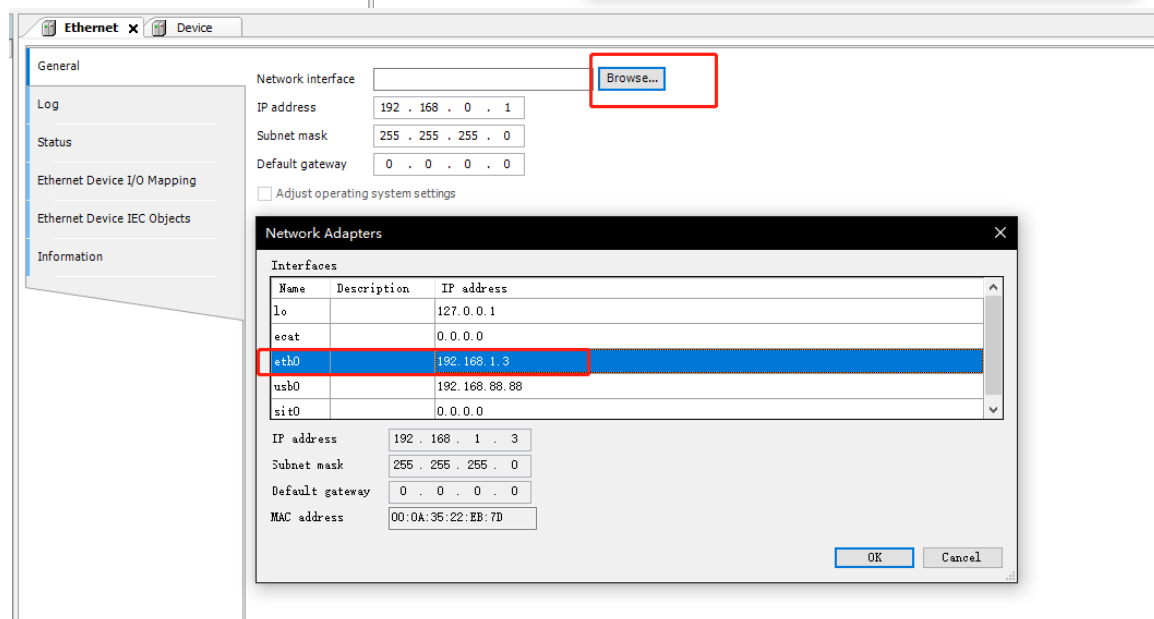 Ethernet Device
General
Network interface Browse...
Log
IP address 192 . 168 . 0 . 1
Subnet mask 255 . 255 . 255 . 0
Status
Default gateway 0 . 0 . 0 . 0
Ethernet Device I/O Mapping
Adjust operating system settings
Ethernet Device IEC Objects
Information
Network Adapters
Interfaces
Name Description IP address
lo 127.0.0.1
ecat 0.0.0.0
eth0 192.168.1.3
usb0 192.168.88.88
sit0 0.0.0.0
IP address 192 . 168 . 1 . 3
Subnet mask 255 . 255 . 255 . 0
Default gateway 0 . 0 . 0 . 0
MAC address 00:0A:35:22:EB:7D
OK Cancel